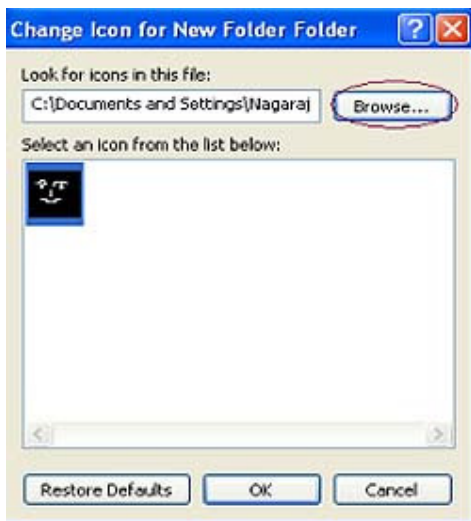 Change Icon for New Folder Folder
Look for icons in this file:
C:\Documents and Settings\Nagaraj
Browse...
Select an icon from the list below:
Restore Defaults
OK
Cancel